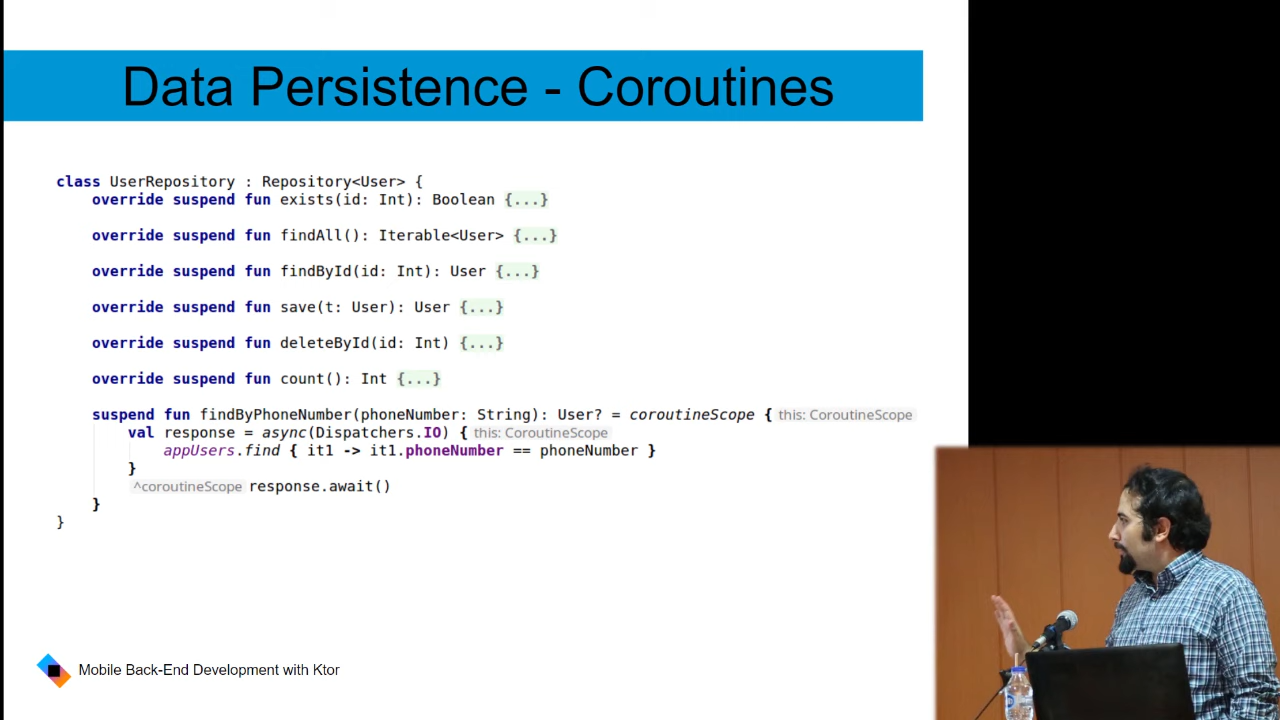 Data Persistence - Coroutines
class UserRepository : Repository<User> {
override suspend fun exists(id: Int): Boolean {...}
override suspend fun findAll(): Iterable<User> {...}
override suspend fun findById(id: Int): User {...}
override suspend fun save(t: User): User {...}
override suspend fun deleteById(id: Int) {...}
override suspend fun count(): Int {...}
suspend fun findByPhoneNumber(phoneNumber: String): User? = coroutineScope { this: CoroutineScope
val response = async(Dispatchers.IO) { this: CoroutineScope
appUsers.find { it1 -> it1.phoneNumber == phoneNumber }
}
^coroutineScope response.await()
}
}
Mobile Back-End Development with Ktor